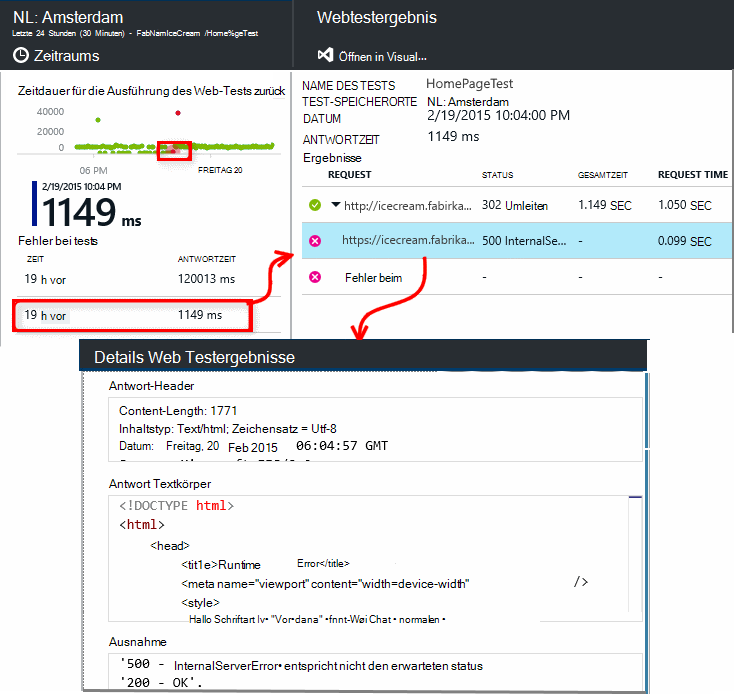 NL: Amsterdam
Letzte 24 Stunden (30 Minuten) - FabNamIceCream /Home%geTest
Zeitraums
Zeitdauer für die Ausführung des Web-Tests zurück
40000
20000
0
06 PM
FREITAG 20
2/19/2015 10:04 PM
1149 ms
Fehler bei tests
ZEIT ANTWORTZEIT
19 h vor 120013 ms
19 h vor 1149 ms
Webtestergebnis
Öffnen in Visual...
NAME DES TESTS HomePageTest
TEST-SPEICHERORTE NL: Amsterdam
DATUM 2/19/2015 10:04:00 PM
ANTWORTZEIT 1149 ms
Ergebnisse
REQUEST STATUS GESAMTZEIT REQUEST TIME
http://icecream.fabirka... 302 Umleiten 1.149 SEC 1.050 SEC
https://icecream.fabrika... 500 InternalSe... - 0.099 SEC
Fehler beim - - -
Details Web Testergebnisse
Antwort-Header
Content-Length: 1771
Inhaltstyp: Text/html; Zeichensatz = Utf-8
Datum: Freitag, 20 Feb 2015 06:04:57 GMT
Antwort Textkörper
<!DOCTYPE html>
<html>
<head>
<tit1e>Runtime Error</title>
<meta name="viewport" content="width=device-width" />
<style>
Hallo Schriftart lv• "Vor•dana" •fnnt-Wøi Chat • normalen •
Ausnahme
'500 - InternalServerError• entspricht nicht den erwarteten status
'200 - OK'.